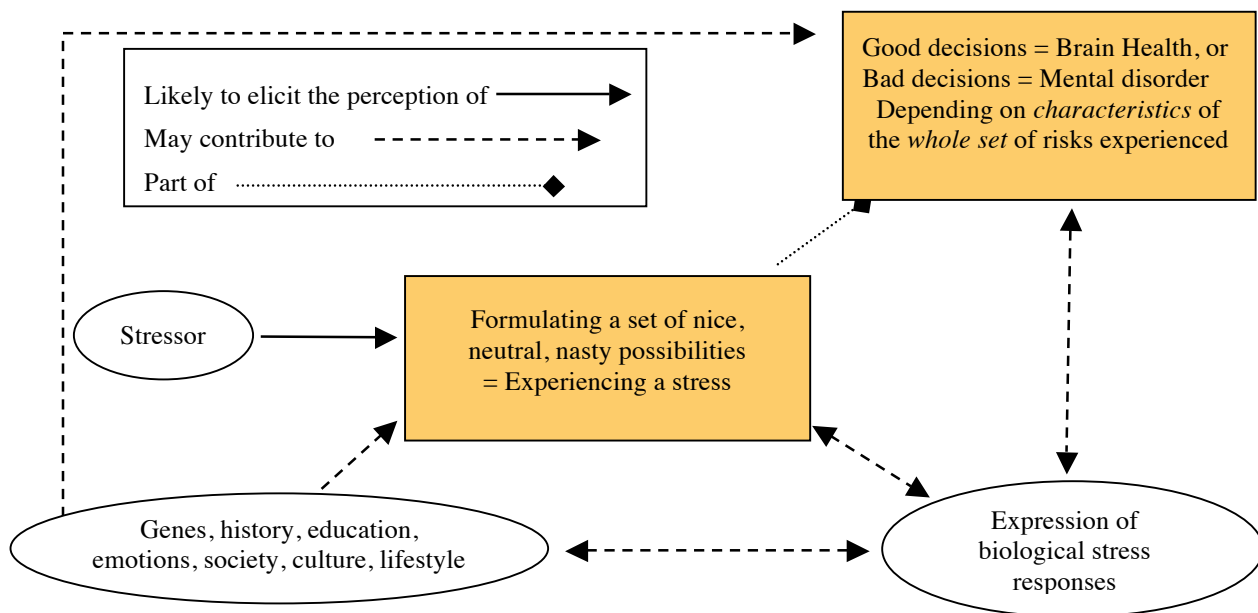 Good decisions = Brain Health, or
Bad decisions = Mental disorder
Depending on characteristics of
the whole set of risks experienced
Likely to elicit the perception of
May contribute to
Part of
Stressor
Formulating a set of nice,
neutral, nasty possibilities
= Experiencing a stress
Genes, history, education,
emotions, society, culture, lifestyle
Expression of
biological stress
responses